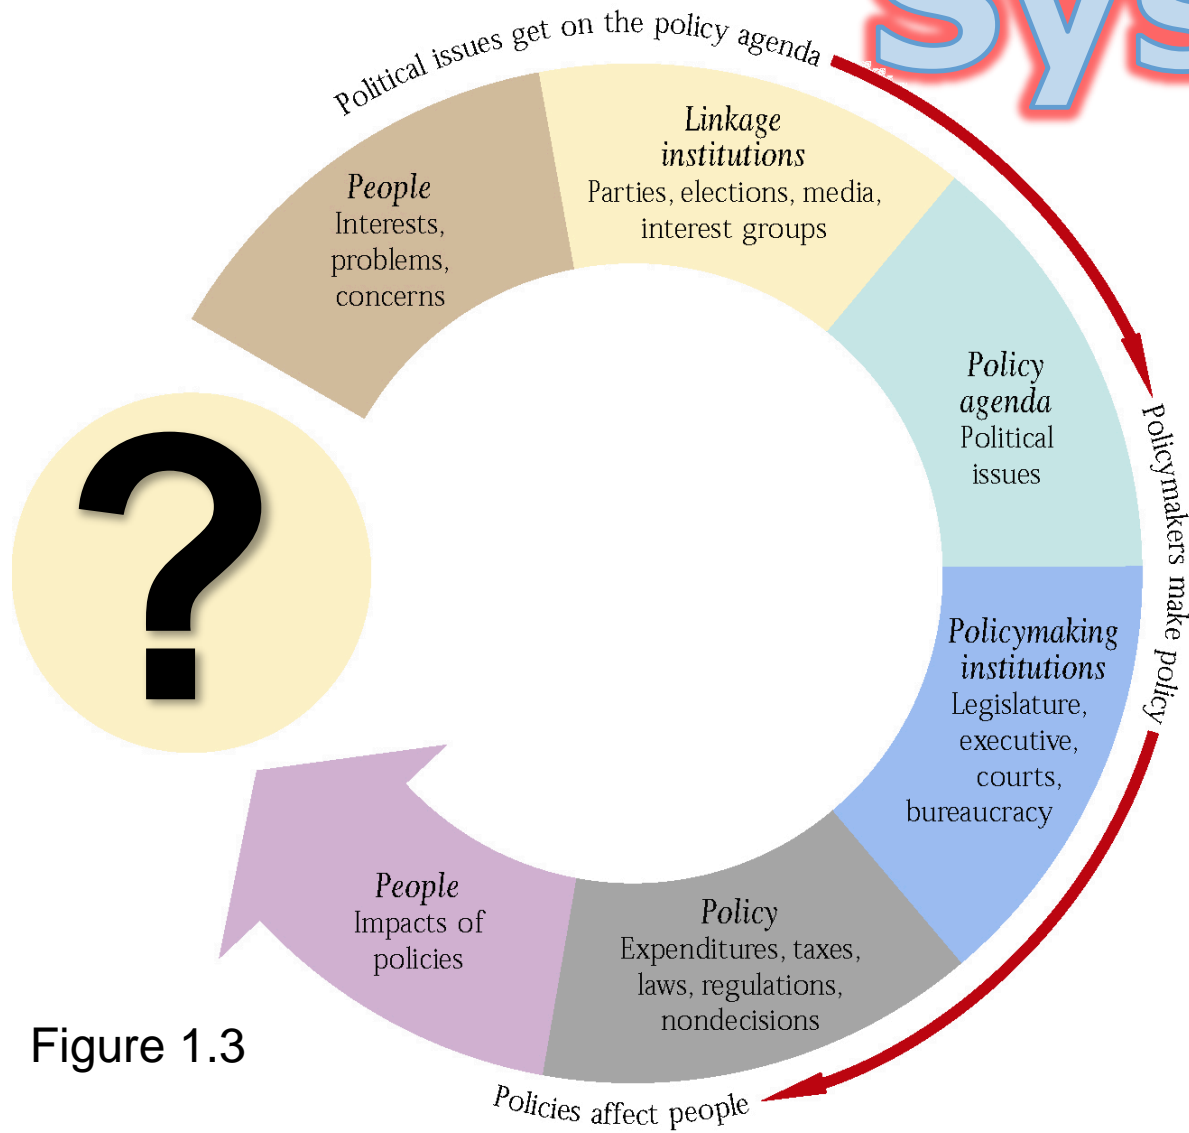 Sys
Political issues get on the policy agenda
People
Interests,
problems,
concerns
Linkage
institutions
Parties, elections, media,
interest groups
Policy
agenda
Political
issues
Policymakers make policy
Policymaking
institutions
Legislature,
executive,
courts,
bureaucracy
Policy
Expenditures, taxes,
laws, regulations,
nondecisions
People
Impacts of
policies
Policies affect people
?
Figure 1.3